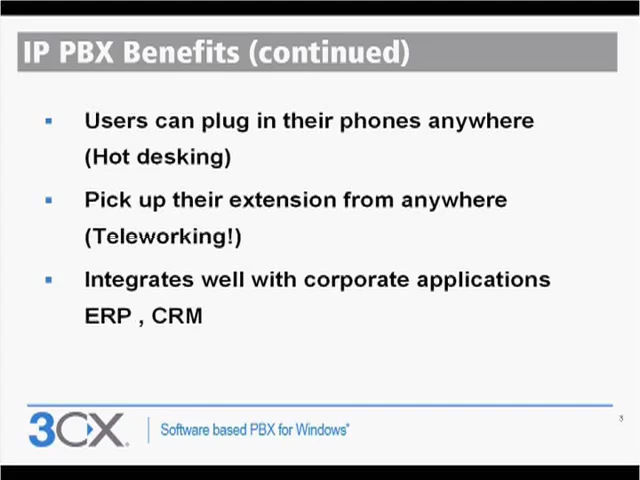 IP PBX Benefits (continued)
Users can plug in their phones anywhere
(Hot desking)
Pick up their extension from anywhere
(Teleworking!)
Integrates well with corporate applications
ERP , CRM
3
3CX® Software based PBX for Windows®